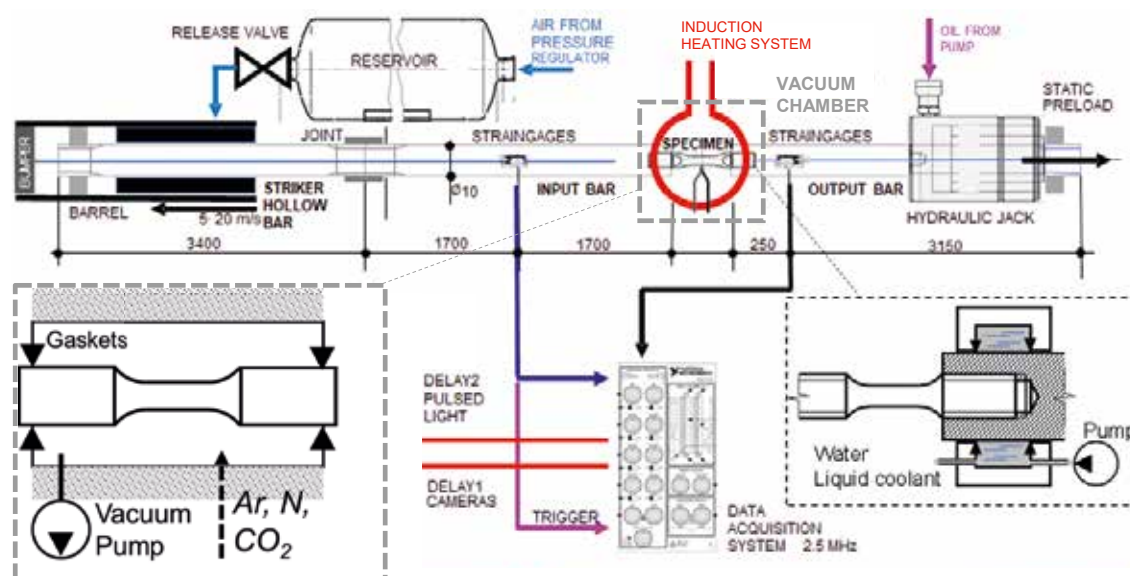 RELEASE VALVE
AIR FROM
PRESSURE
REGULATOR
RESERVOIR
INDUCTION
HEATING SYSTEM
OIL FROM
PUMP
VACUUM
CHAMBER
STATIC
PRELOAD
BUMPER
JOINT
STRAINGAGES
SPECIMEN
STRAINGAGES
Ø10
INPUT BAR
OUTPUT BAR
BARREL
STRIKER
HOLLOW
BAR
5 20 m/s
HYDRAULIC JACK
3400
1700
1700
250
3150
Gaskets
Vacuum
Pump
Ar, N,
CO2
DELAY2
PULSED
LIGHT
DELAY1
CAMERAS
TRIGGER
DATA
ACQUISITION
SYSTEM 2.5 MHz
Water
Liquid coolant
Pump